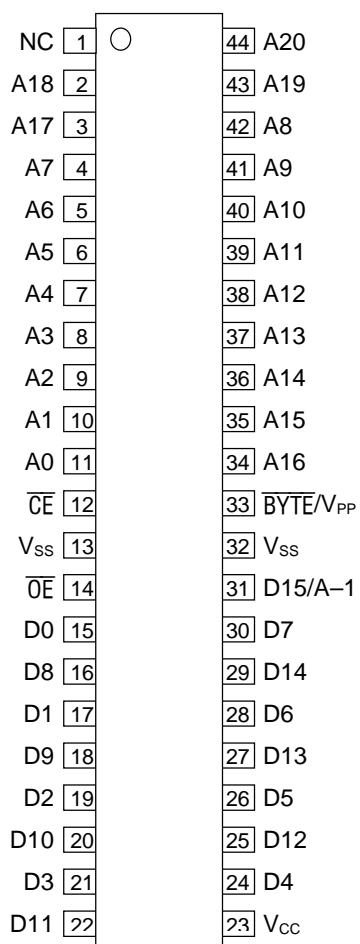 NC 1 44 A20
A18 2 43 A19
A17 3 42 A8
A7 4 41 A9
A6 5 40 A10
A5 6 39 A11
A4 7 38 A12
A3 8 37 A13
A2 9 36 A14
A1 10 35 A15
A0 11 34 A16
C̅E̅ 12 33 B̅Y̅T̅E̅/VPP
VSS 13 32 VSS
O̅E̅ 14 31 D15/A–1
D0 15 30 D7
D8 16 29 D14
D1 17 28 D6
D9 18 27 D13
D2 19 26 D5
D10 20 25 D12
D3 21 24 D4
D11 22 23 VCC